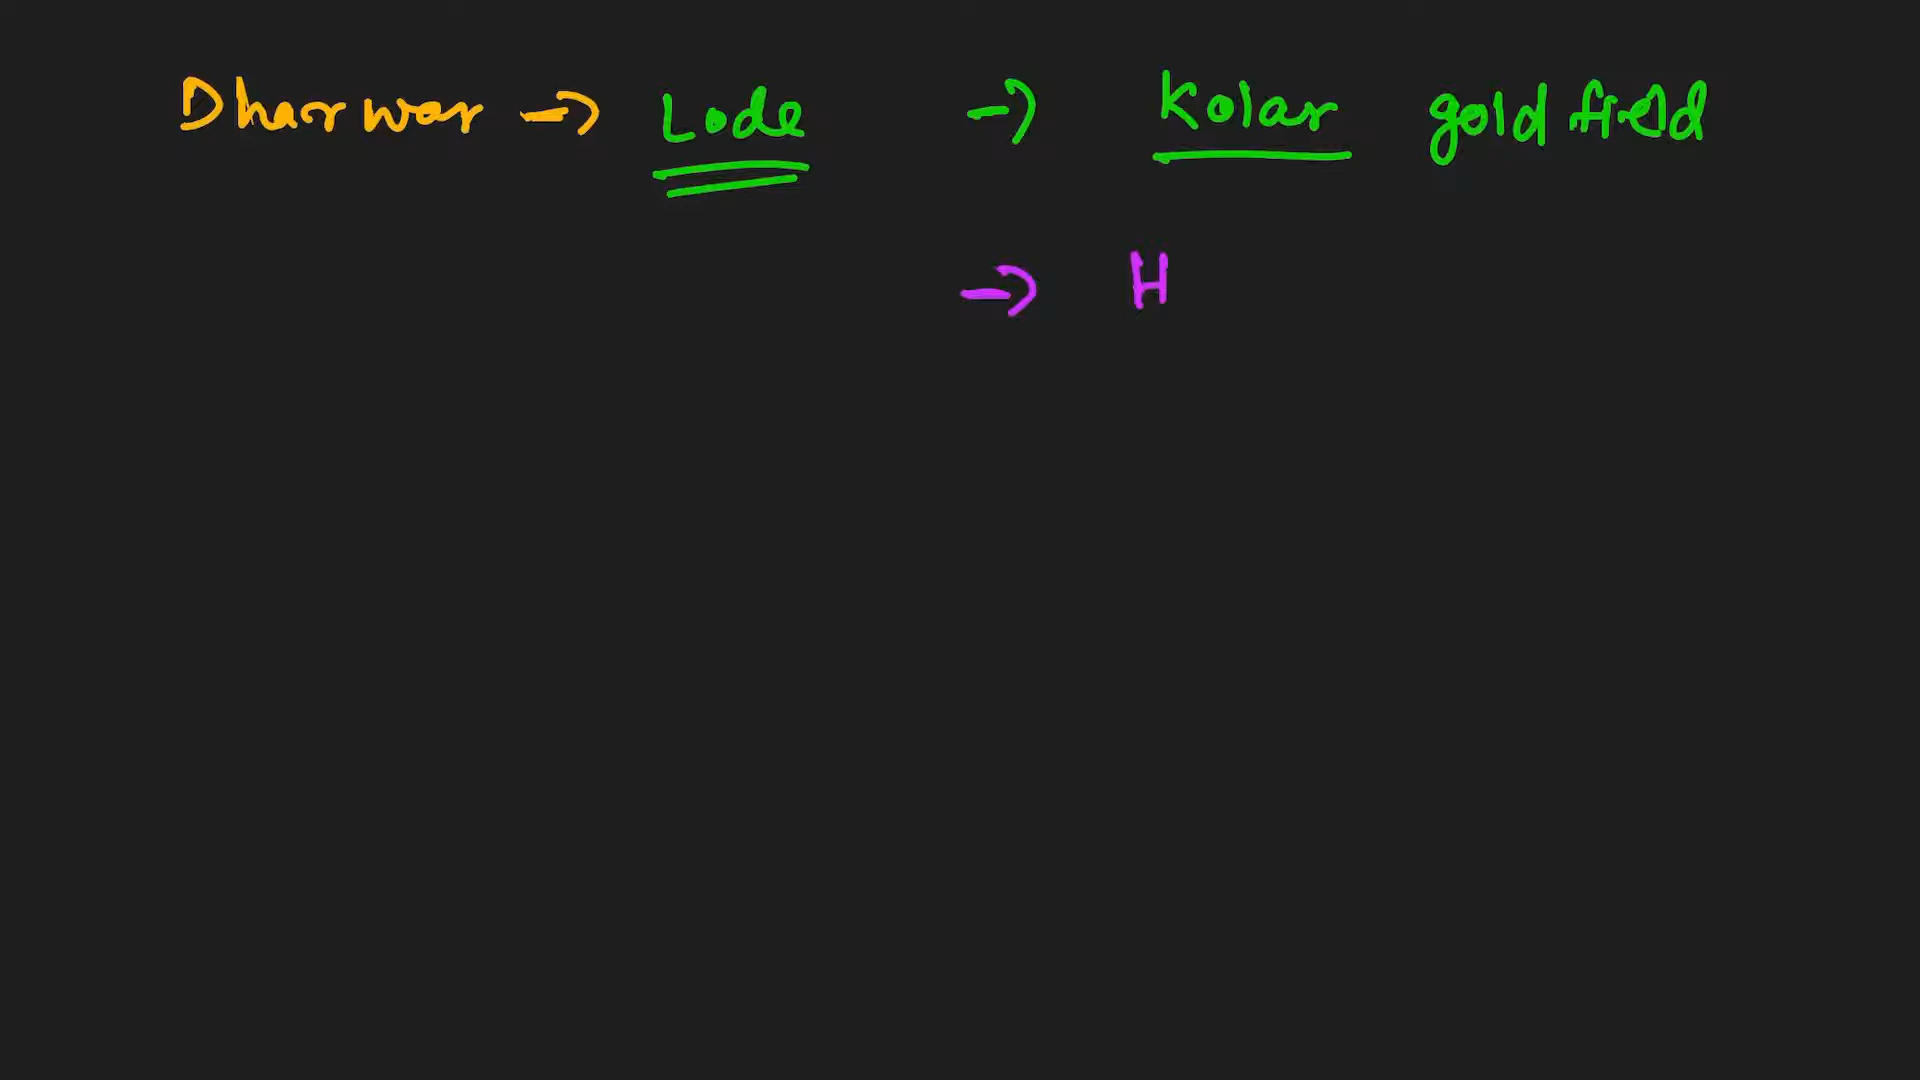 Dharwar → Lode → Kolar gold field
→ H